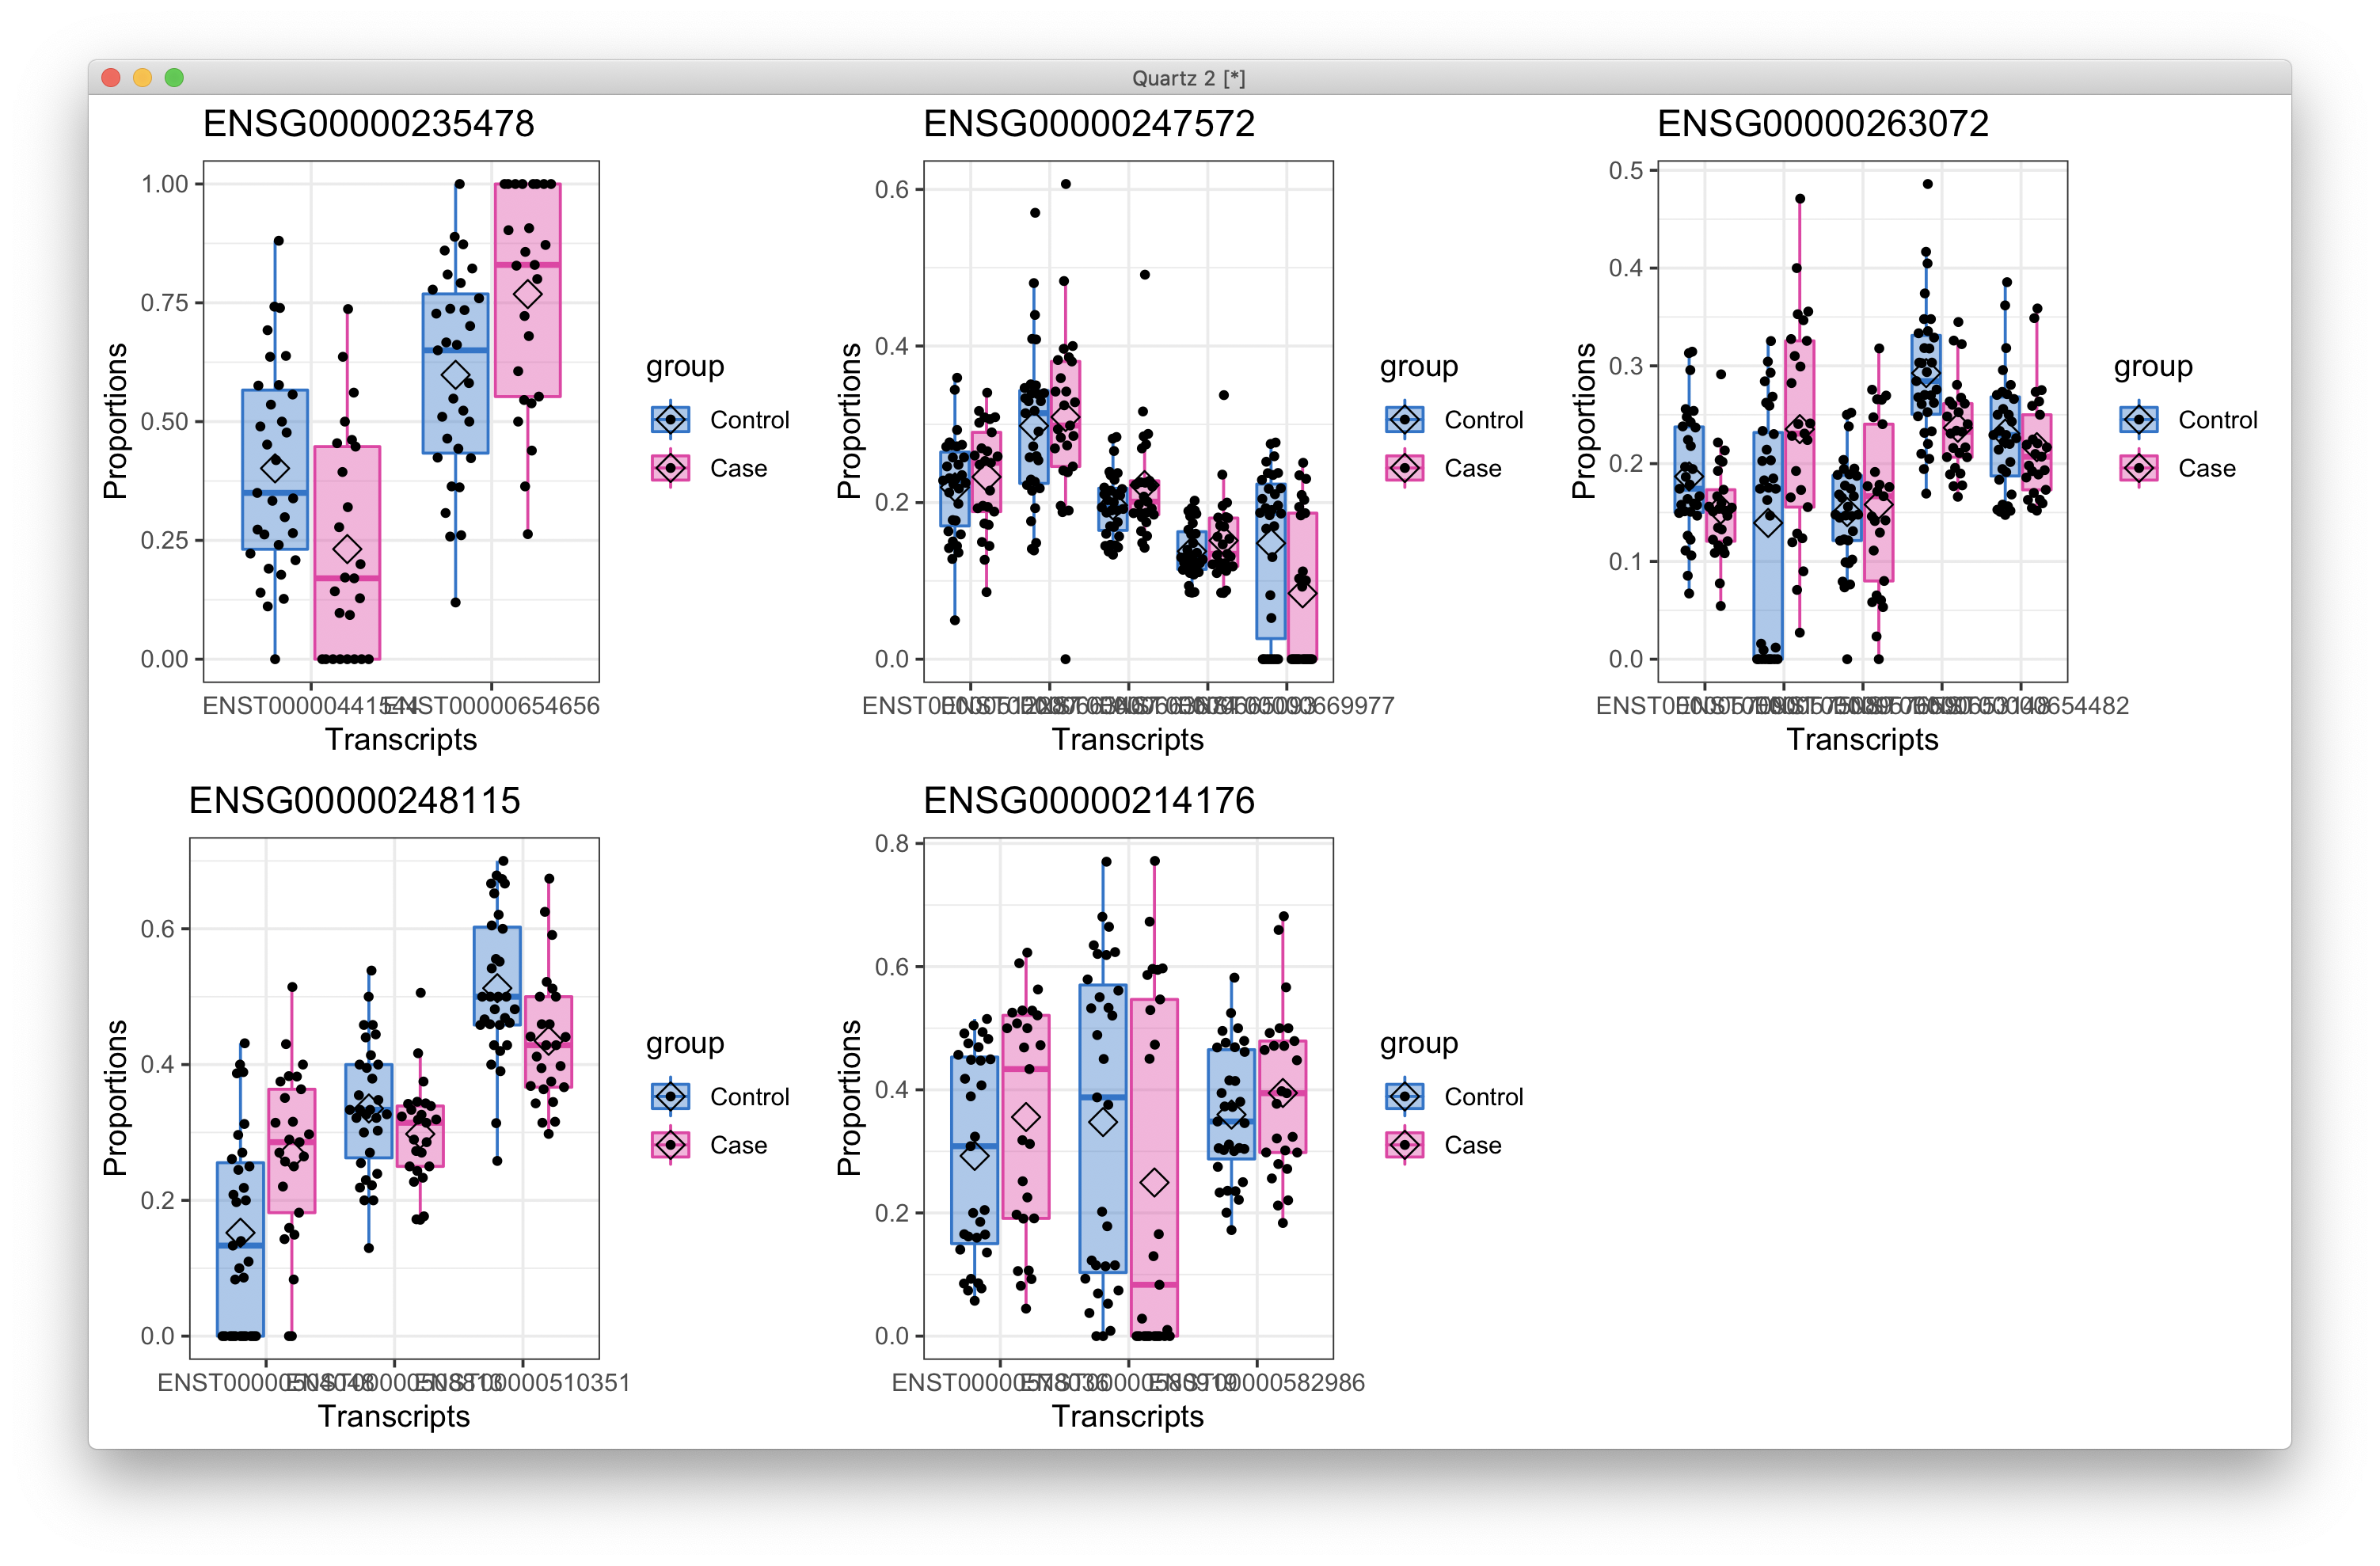 Quartz 2 [*]
ENSG00000235478
1.00
0.75
0.50
0.25
0.00
Proportions
ENST00000654656
Transcripts
group
Control
Case
ENSG00000247572
0.6
0.4
0.2
0.0
Proportions
Transcripts
group
Control
Case
ENSG00000263072
0.5
0.4
0.3
0.2
0.1
0.0
Proportions
Transcripts
group
Control
Case
ENSG00000248115
0.6
0.4
0.2
0.0
Proportions
Transcripts
group
Control
Case
ENSG00000214176
0.8
0.6
0.4
0.2
0.0
Proportions
Transcripts
group
Control
Case